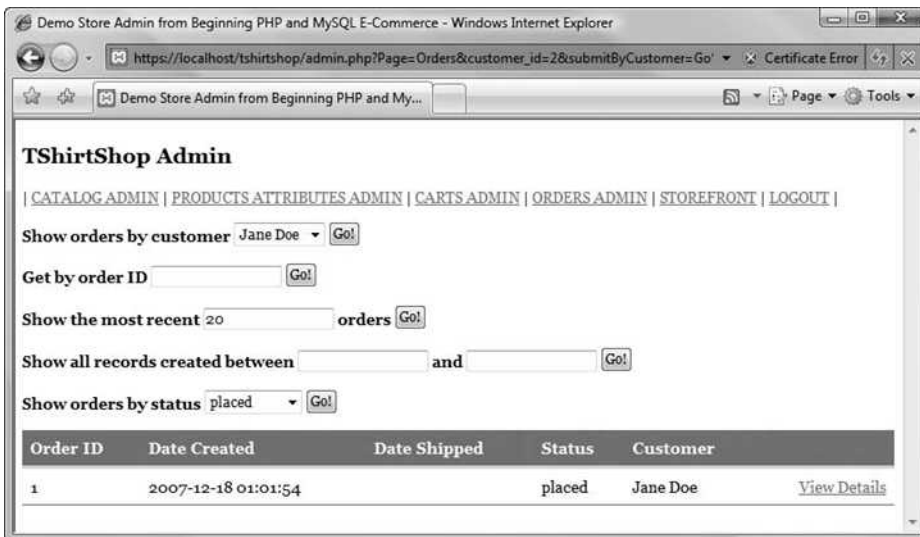 Demo Store Admin from Beginning PHP and MySQL E-Commerce - Windows Internet Explorer
https://localhost/tshirtshop/admin.php?Page=Orders&customer_id=2&submitByCustomer=Go' Certificate Error
Demo Store Admin from Beginning PHP and My... Page Tools
TShirtShop Admin
| CATALOG ADMIN | PRODUCTS ATTRIBUTES ADMIN | CARTS ADMIN | ORDERS ADMIN | STOREFRONT | LOGOUT |
Show orders by customer Jane Doe Go!
Get by order ID Go!
Show the most recent 20 orders Go!
Show all records created between and Go!
Show orders by status placed Go!
Order ID Date Created Date Shipped Status Customer
1 2007-12-18 01:01:54 placed Jane Doe View Details